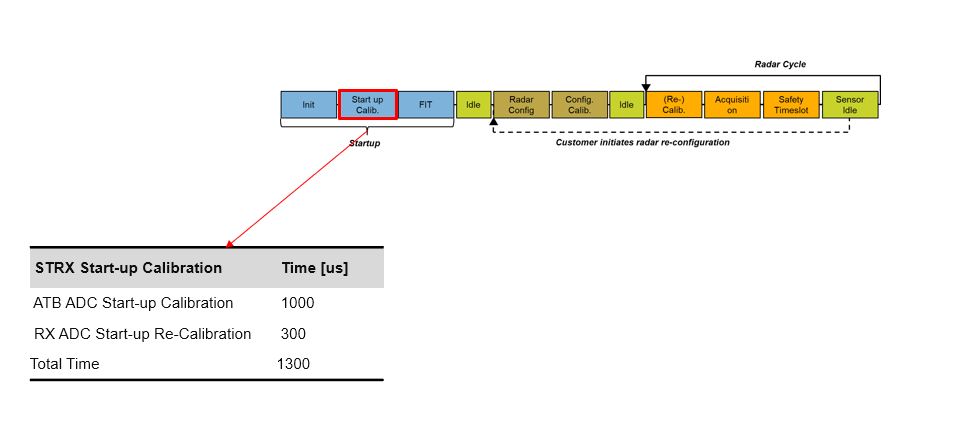 Radar Cycle
Init
Start up
Calib.
FIT
Idle
Radar
Config
Config.
Calib.
Idle
(Re-)
Calib.
Acquisiti
on
Safety
Timeslot
Sensor
Idle
Startup
Customer initiates radar re-configuration
STRX Start-up Calibration Time [us]
ATB ADC Start-up Calibration 1000
RX ADC Start-up Re-Calibration 300
Total Time 1300